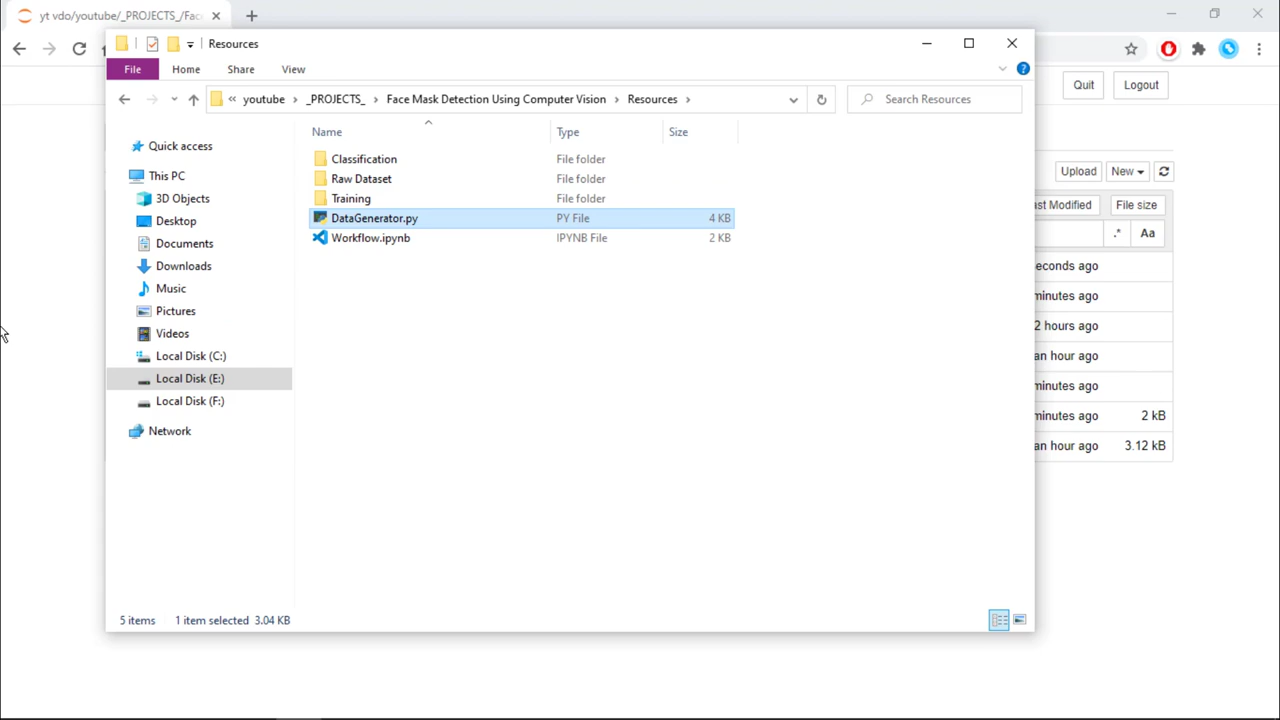 yt vdo/youtube/_PROJECTS_/Face
Resources
File
Home
Share
View
Quit
Logout
« youtube › _PROJECTS_ › Face Mask Detection Using Computer Vision › Resources ›
Search Resources
Name
Type
Size
Quick access
This PC
3D Objects
Desktop
Documents
Downloads
Music
Pictures
Videos
Local Disk (C:)
Local Disk (E:)
Local Disk (F:)
Network
Classification File folder
Raw Dataset File folder
Training File folder
DataGenerator.py PY File 4 KB
Workflow.ipynb IPYNB File 2 KB
5 items 1 item selected 3.04 KB
Upload
New
ast Modified
File size
.*
Aa
econds ago
minutes ago
2 hours ago
an hour ago
minutes ago
minutes ago 2 kB
an hour ago 3.12 kB